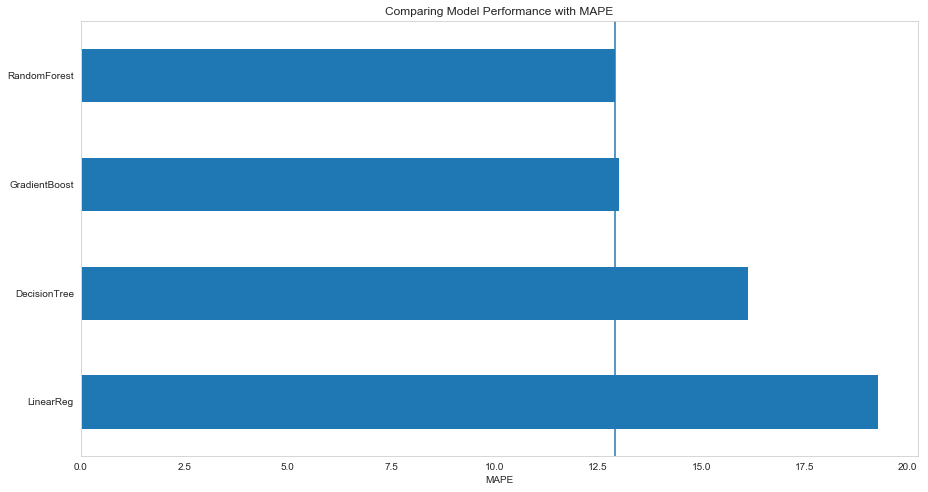 Comparing Model Performance with MAPE
RandomForest
GradientBoost
DecisionTree
LinearReg
0.0 2.5 5.0 7.5 10.0 12.5 15.0 17.5 20.0
MAPE